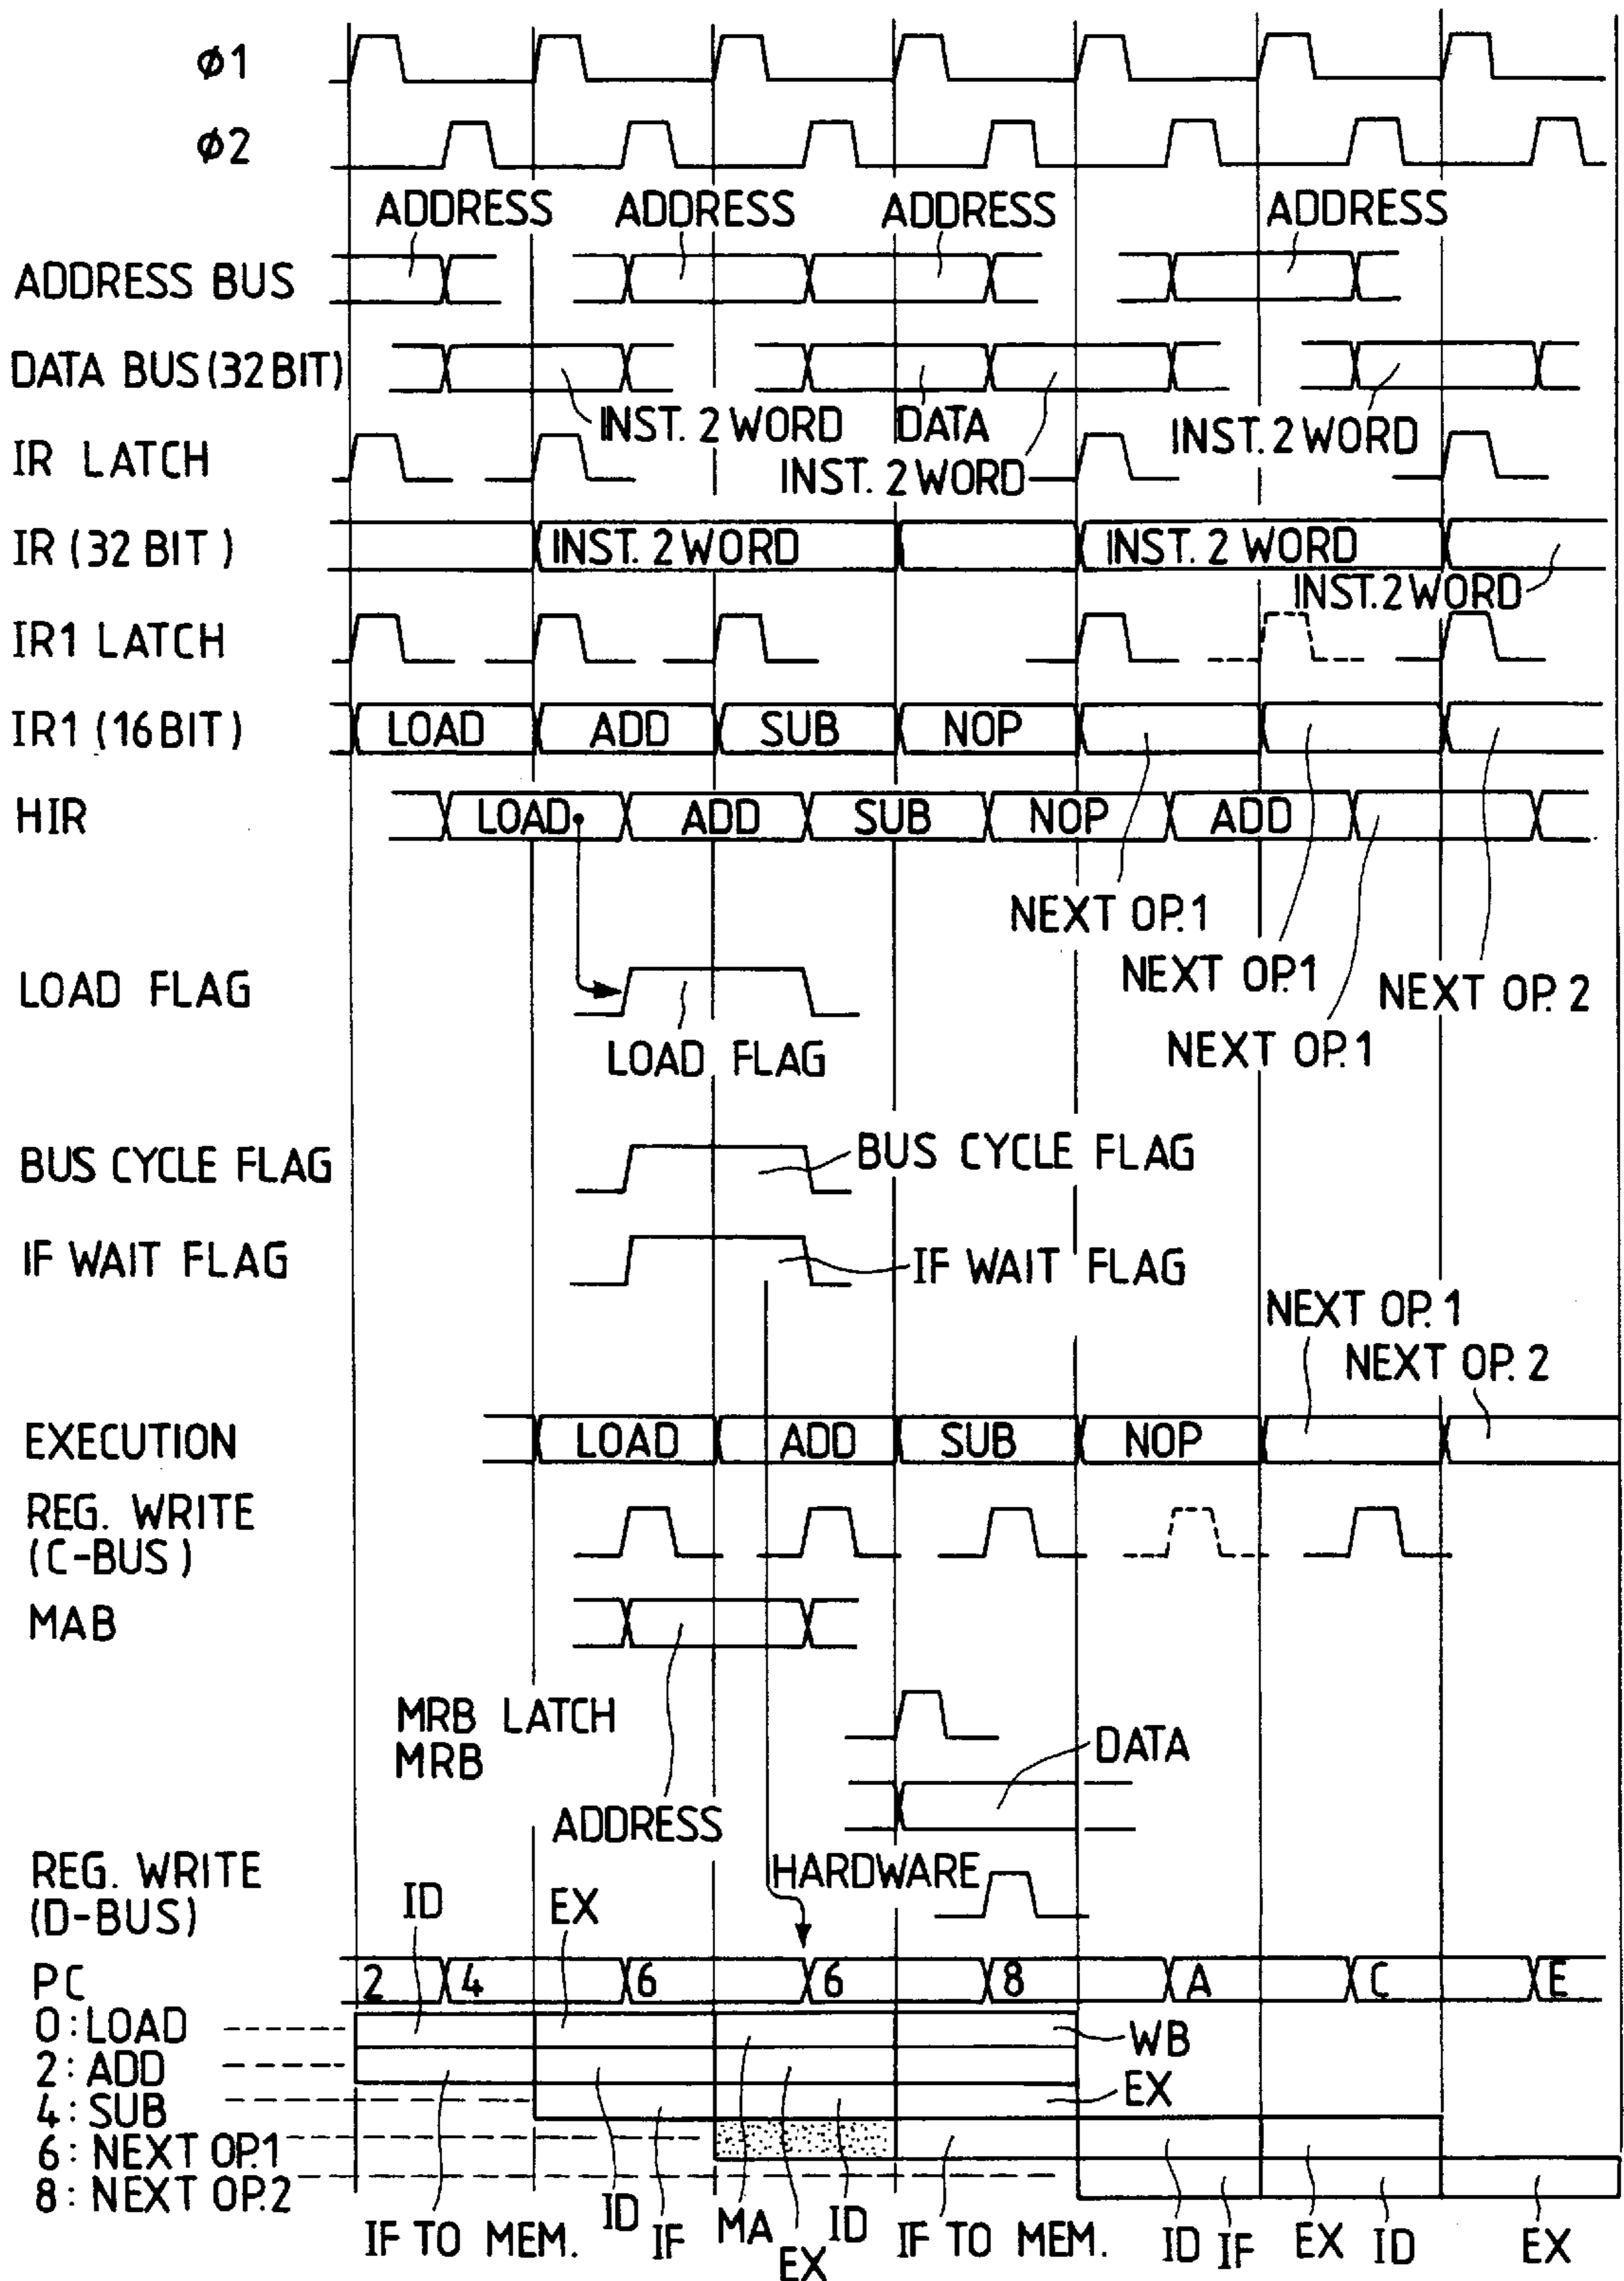 φ1
φ2
ADDRESS ADDRESS ADDRESS ADDRESS
ADDRESS BUS
DATA BUS (32 BIT)
INST. 2 WORD DATA INST. 2 WORD
IR LATCH
INST. 2 WORD
IR (32 BIT) INST. 2 WORD INST. 2 WORD
INST. 2 WORD
IR1 LATCH
IR1 (16 BIT) LOAD ADD SUB NOP
HIR LOAD ADD SUB NOP ADD
NEXT OP. 1
NEXT OP. 1
LOAD FLAG NEXT OP. 2
LOAD FLAG NEXT OP. 1
BUS CYCLE FLAG BUS CYCLE FLAG
IF WAIT FLAG IF WAIT FLAG
NEXT OP. 1
NEXT OP. 2
EXECUTION LOAD ADD SUB NOP
REG. WRITE
(C-BUS)
MAB
MRB LATCH
MRB DATA
ADDRESS
REG. WRITE HARDWARE
(D-BUS) ID EX
PC 2 4 6 6 8 A C E
0 : LOAD WB
2 : ADD
4 : SUB EX
6 : NEXT OP. 1
8 : NEXT OP. 2
IF TO MEM. ID IF MA EX ID IF TO MEM. ID IF EX ID EX